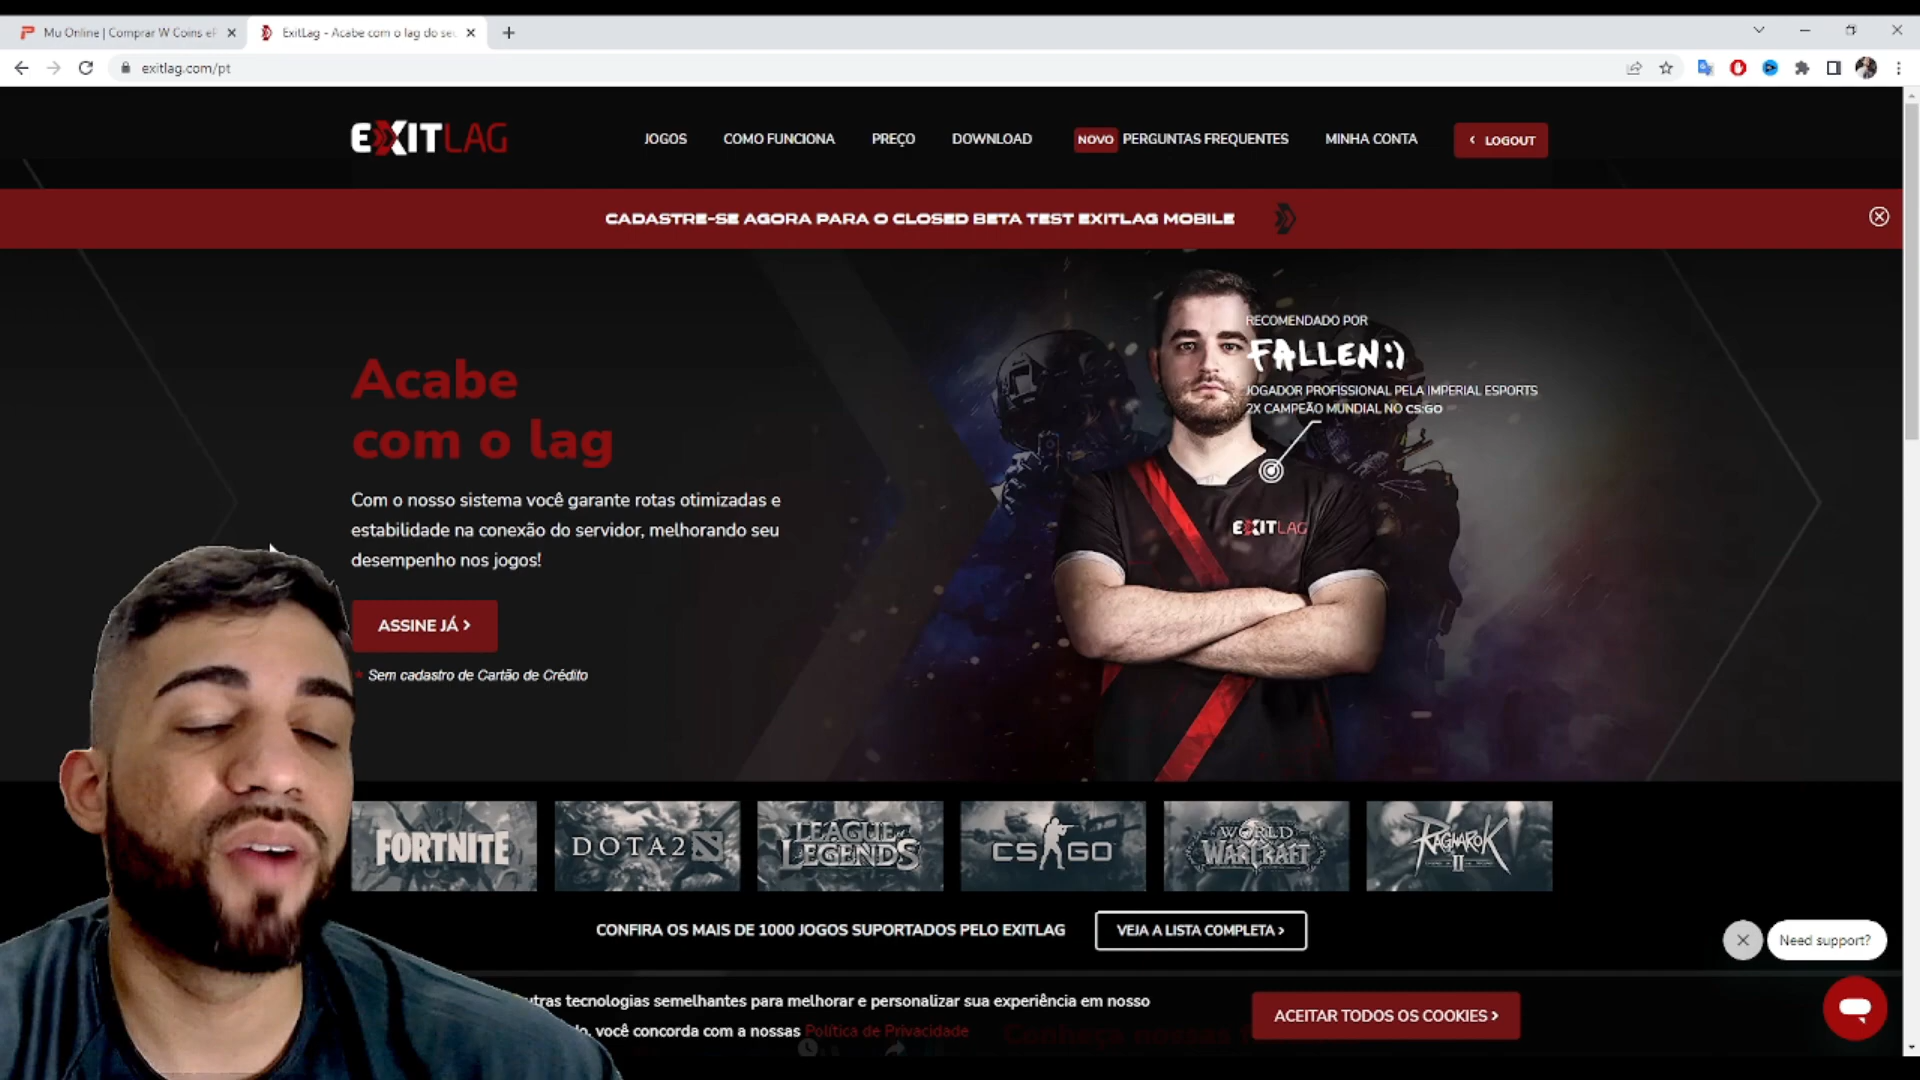 Mu Online | Comprar W Coins eF
ExitLag - Acabe com o lag do seu
exitlag.com/pt
EXITLAG
JOGOS
COMO FUNCIONA
PREÇO
DOWNLOAD
NOVO PERGUNTAS FREQUENTES
MINHA CONTA
LOGOUT
CADASTRE-SE AGORA PARA O CLOSED BETA TEST EXITLAG MOBILE
RECOMENDADO POR
FALLEN:)
JOGADOR PROFISSIONAL PELA IMPERIAL ESPORTS
2X CAMPEÃO MUNDIAL NO CS:GO
Acabe
com o lag
Com o nosso sistema você garante rotas otimizadas e
estabilidade na conexão do servidor, melhorando seu
desempenho nos jogos!
EXITLAG
ASSINE JÁ >
* Sem cadastro de Cartão de Crédito
FORTNITE
DOTA 2
LEAGUE OF LEGENDS
CS GO
WORLD WARCRAFT
RAGNAROK II
CONFIRA OS MAIS DE 1000 JOGOS SUPORTADOS PELO EXITLAG
VEJA A LISTA COMPLETA >
Need support?
utras tecnologias semelhantes para melhorar e personalizar sua experiência em nosso
do, você concorda com a nossas Política de Privacidade
ACEITAR TODOS OS COOKIES >